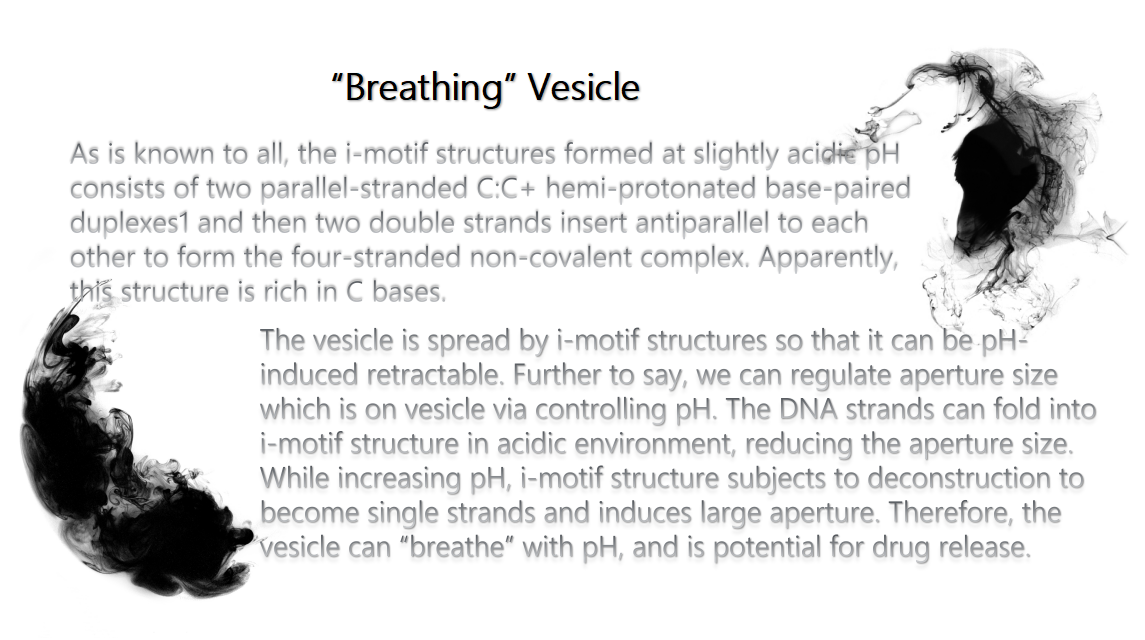 “Breathing“ Vesicle
As is known to all, the i-motif structures formed at slightly acidic pH
consists of two parallel-stranded C:C+ hemi-protonated base-paired
duplexes1 and then two double strands insert antiparallel to each
other to form the four-stranded non-covalent complex. Apparently,
this structure is rich in C bases.
The vesicle is spread by i-motif structures so that it can be pH-
induced retractable. Further to say, we can regulate aperture size
which is on vesicle via controlling pH. The DNA strands can fold into
i-motif structure in acidic environment, reducing the aperture size.
While increasing pH, i-motif structure subjects to deconstruction to
become single strands and induces large aperture. Therefore, the
vesicle can “breathe” with pH, and is potential for drug release.